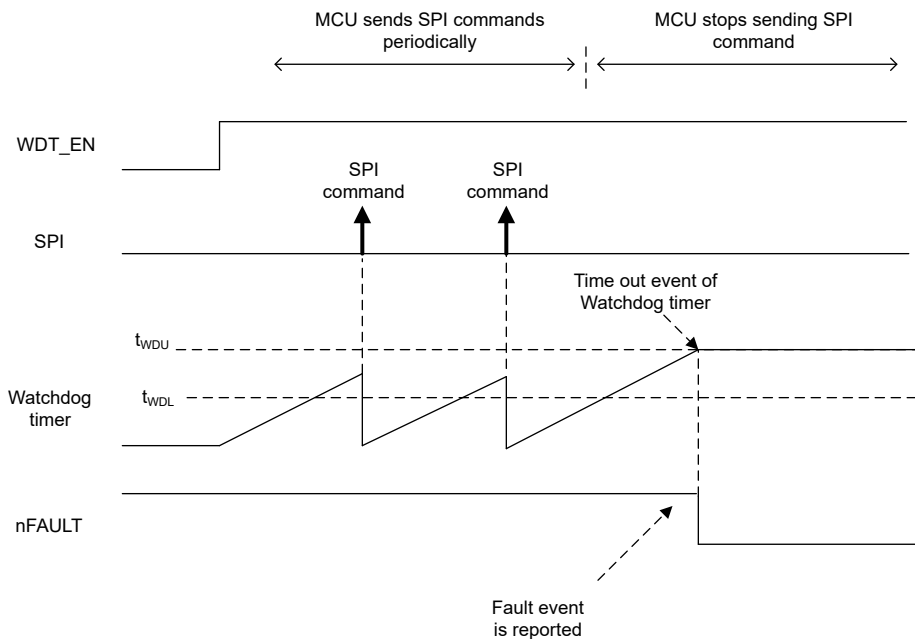 MCU sends SPI commands
periodically
MCU stops sending SPI
command
WDT_EN
SPI
command
SPI
command
SPI
Time out event of
Watchdog timer
tWDU
tWDL
Watchdog
timer
nFAULT
Fault event
is reported